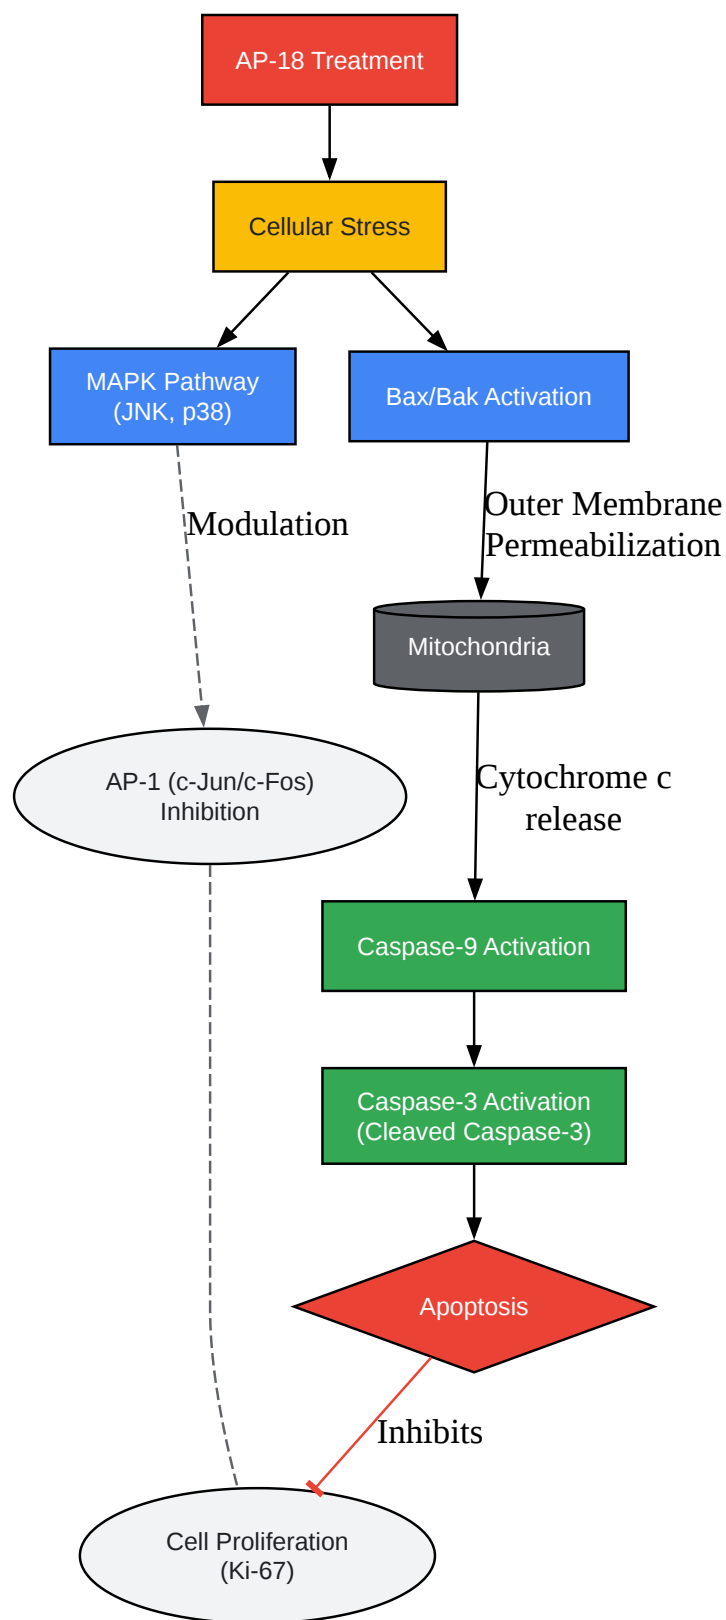 AP-18 Treatment
Cellular Stress
MAPK Pathway
(JNK, p38)
Bax/Bak Activation
Modulation
Outer Membrane
Permeabilization
Mitochondria
AP-1 (c-Jun/c-Fos)
Inhibition
Cytochrome c
release
Caspase-9 Activation
Caspase-3 Activation
(Cleaved Caspase-3)
Apoptosis
Inhibits
Cell Proliferation
(Ki-67)